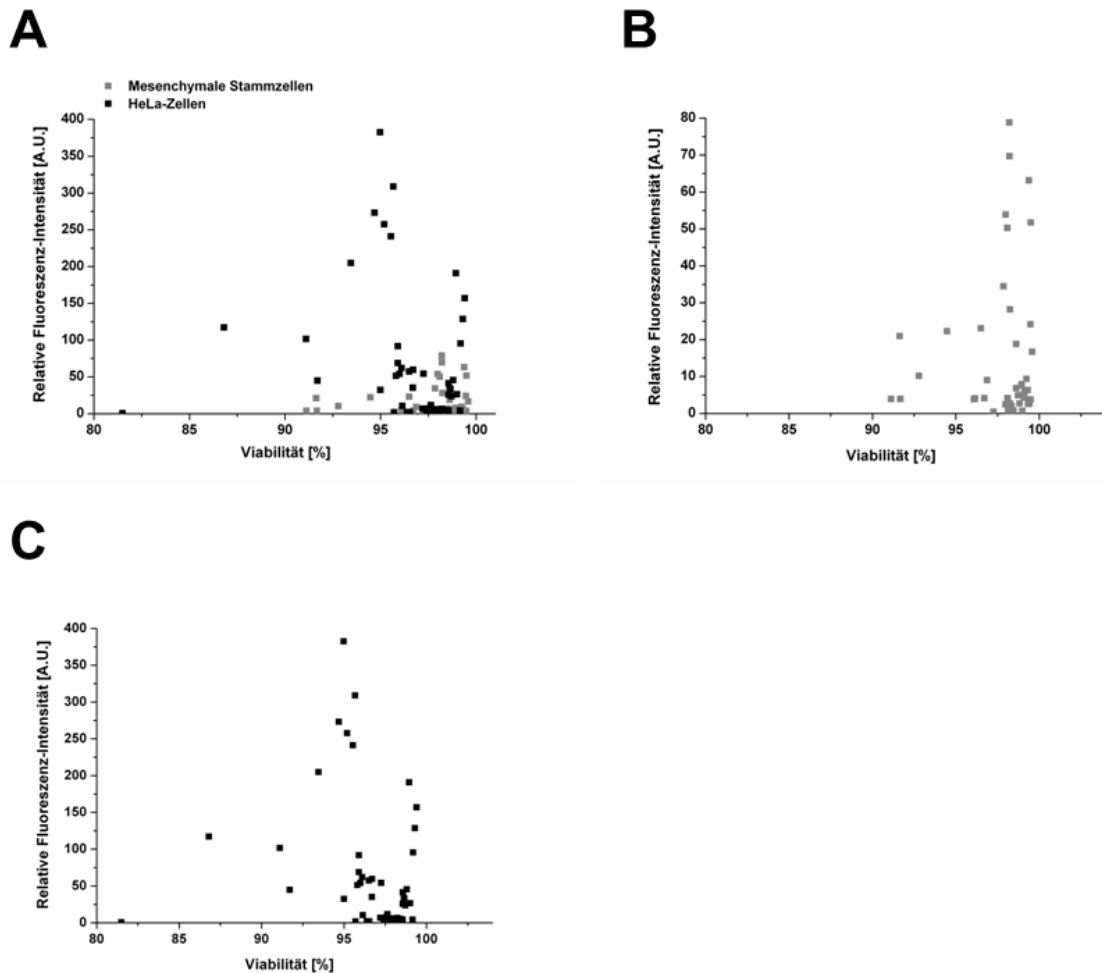 A
Mesenchymale Stammzellen
HeLa-Zellen
Relative Fluoreszenz-Intensität [A.U.]
400
350
300
250
200
150
100
50
0
80 85 90 95 100
Viabilität [%]
B
Relative Fluoreszenz-Intensität [A.U.]
80
70
60
50
40
30
20
10
0
80 85 90 95 100
Viabilität [%]
C
Relative Fluoreszenz-Intensität [A.U.]
400
350
300
250
200
150
100
50
0
80 85 90 95 100
Viabilität [%]